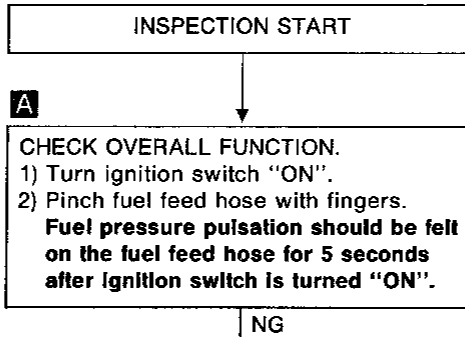 INSPECTION START
A
CHECK OVERALL FUNCTION.
1) Turn ignition switch "ON".
2) Pinch fuel feed hose with fingers.
Fuel pressure pulsation should be felt
on the fuel feed hose for 5 seconds
after ignition switch is turned "ON".
NG